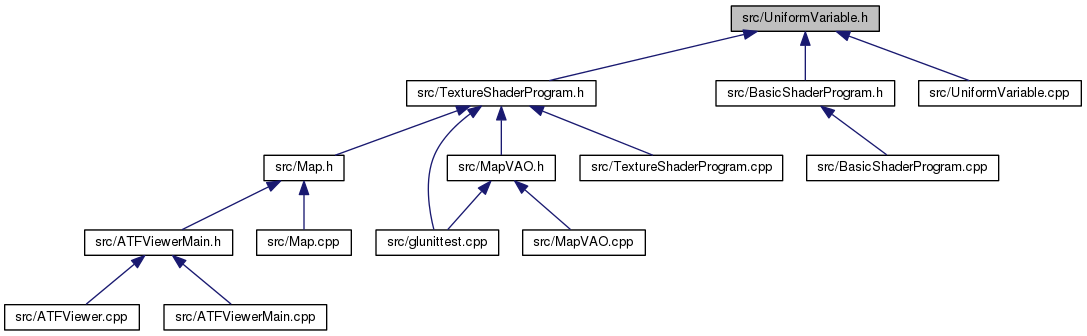 src/UniformVariable.h
src/TextureShaderProgram.h
src/BasicShaderProgram.h
src/UniformVariable.cpp
src/Map.h
src/MapVAO.h
src/TextureShaderProgram.cpp
src/BasicShaderProgram.cpp
src/ATFViewerMain.h
src/Map.cpp
src/glunittest.cpp
src/MapVAO.cpp
src/ATFViewer.cpp
src/ATFViewerMain.cpp